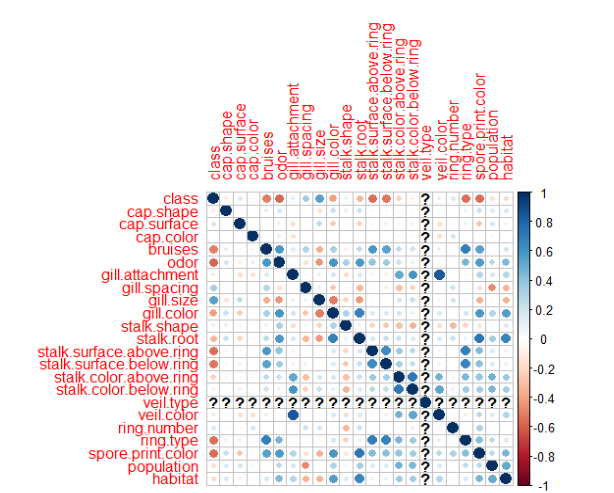 class
cap.shape
cap.surface
cap.color
bruises
odor
gill.attachment
gill.spacing
gill.size
gill.color
stalk.shape
stalk.root
stalk.surface.above.ring
stalk.surface.below.ring
stalk.color.above.ring
stalk.color.below.ring
veil.type
veil.color
ring.number
ring.type
spore.print.color
population
habitat
class ?
cap.shape ?
cap.surface ?
cap.color ?
bruises ?
odor ?
gill.attachment ?
gill.spacing ?
gill.size ?
gill.color ?
stalk.shape ?
stalk.root ?
stalk.surface.above.ring ?
stalk.surface.below.ring ?
stalk.color.above.ring ?
stalk.color.below.ring ?
veil.type ? ? ? ? ? ? ? ? ? ? ? ? ? ? ? ? ? ? ? ? ? ?
veil.color ?
ring.number ?
ring.type ?
spore.print.color ?
population ?
habitat ?
1
0.8
0.6
0.4
0.2
0
-0.2
-0.4
-0.6
-0.8
-1